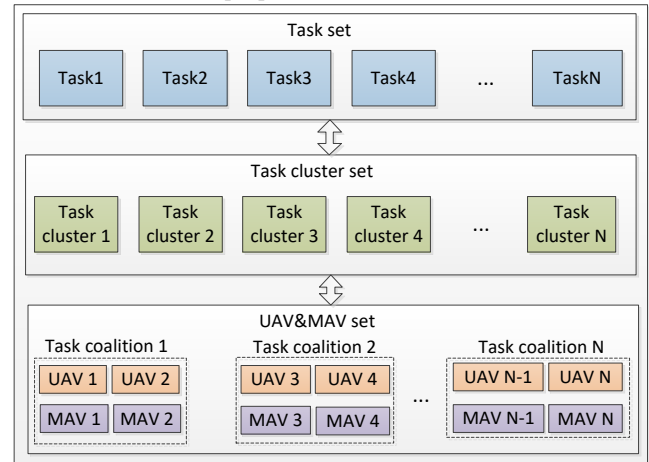 Task set
Task1 Task2 Task3 Task4 ... TaskN
Task cluster set
Task Task Task Task Task
cluster 1 cluster 2 cluster 3 cluster 4 ... cluster N
UAV&MAV set
Task coalition 1 Task coalition 2 Task coalition N
UAV 1 UAV 2 UAV 3 UAV 4 UAV N-1 UAV N
...
MAV 1 MAV 2 MAV 3 MAV 4 MAV N-1 MAV N